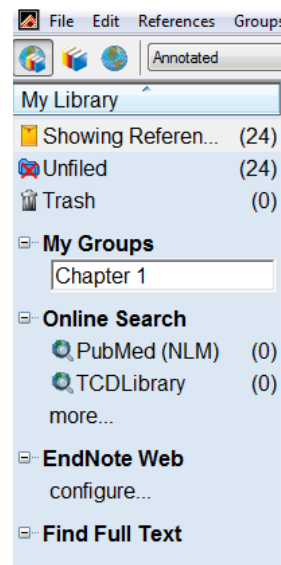 File Edit References Groups
Annotated
My Library
Showing Referen... (24)
Unfiled (24)
Trash (0)
My Groups
Chapter 1
Online Search
PubMed (NLM) (0)
TCDLibrary (0)
more...
EndNote Web
configure...
Find Full Text